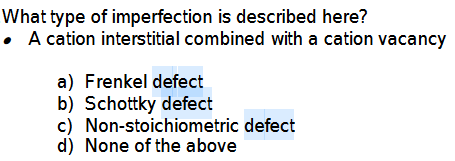 What type of imperfection is described here?
• A cation interstitial combined with a cation vacancy
a) Frenkel defect
b) Schottky defect
c) Non-stoichiometric defect
d) None of the above